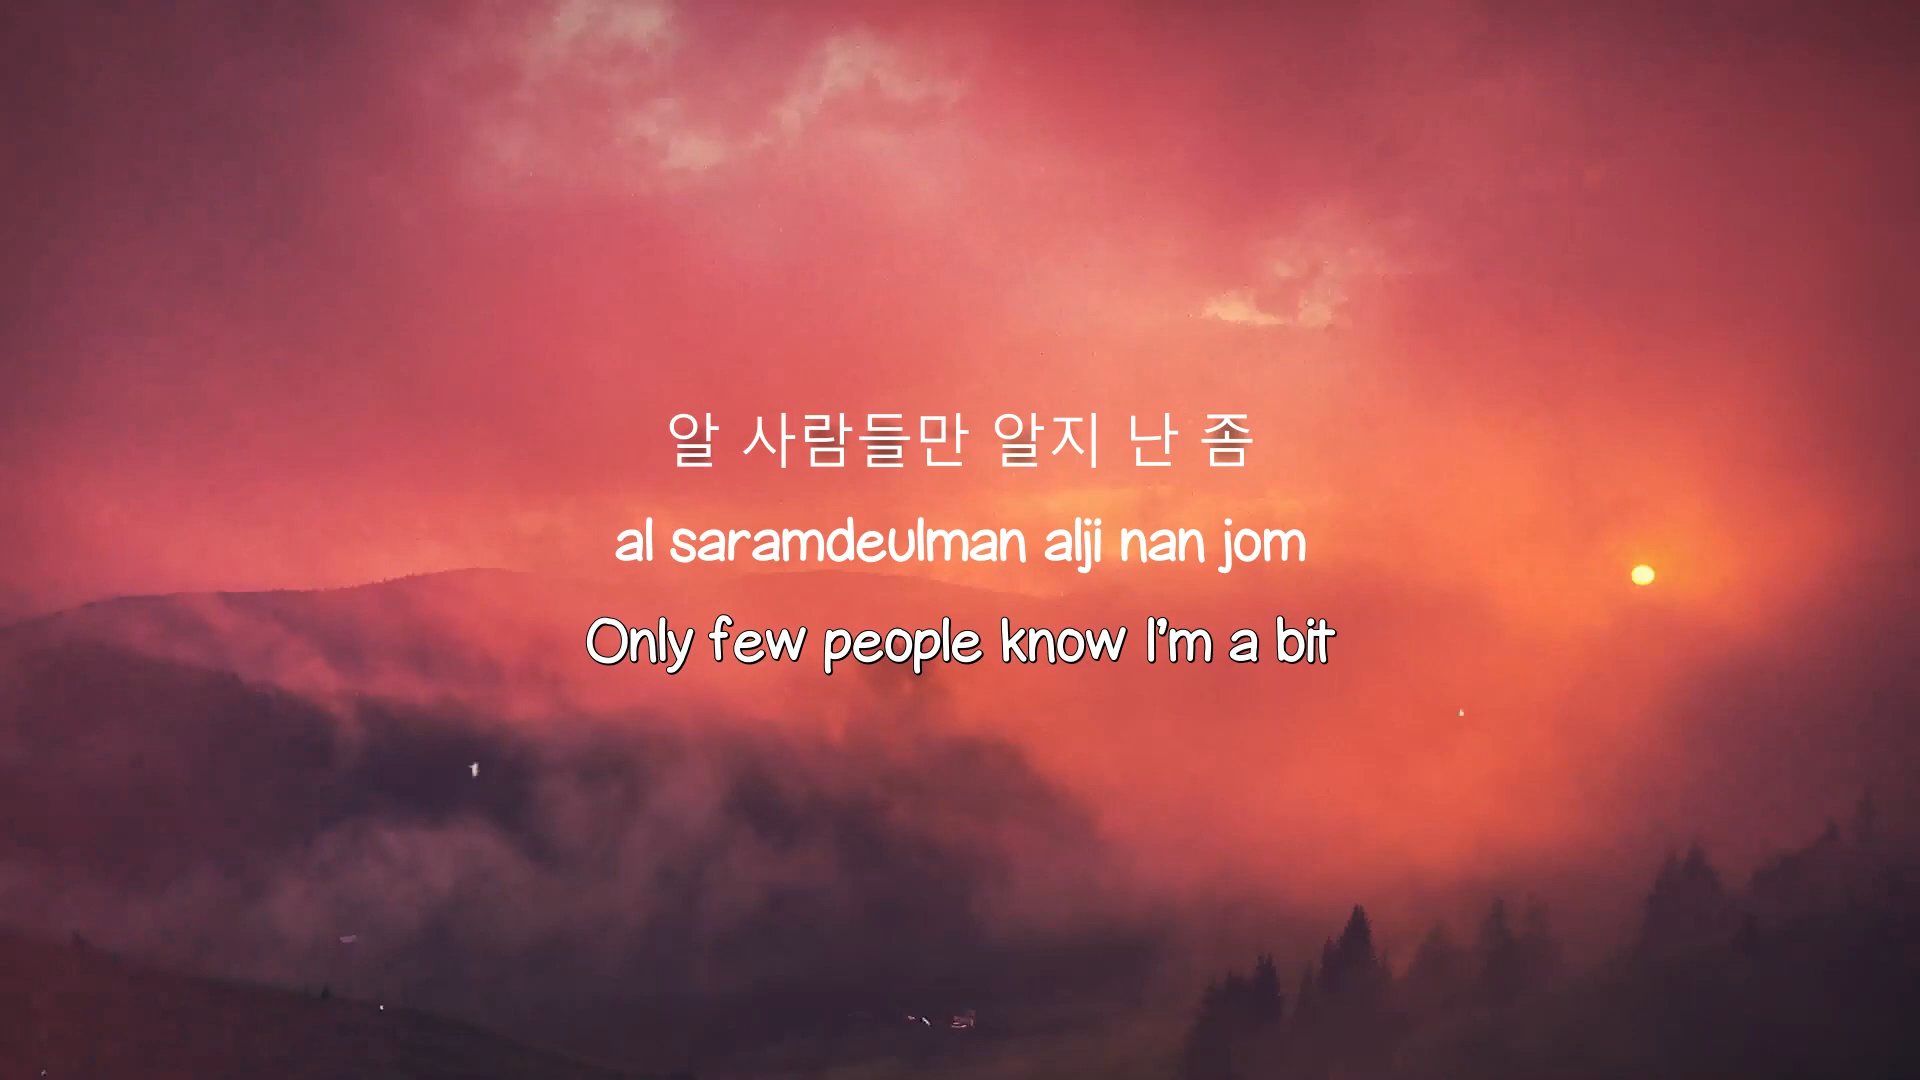 알 사람들만 알지 난 좀
al saramdeulman alji nan jom
Only few people know I'm a bit